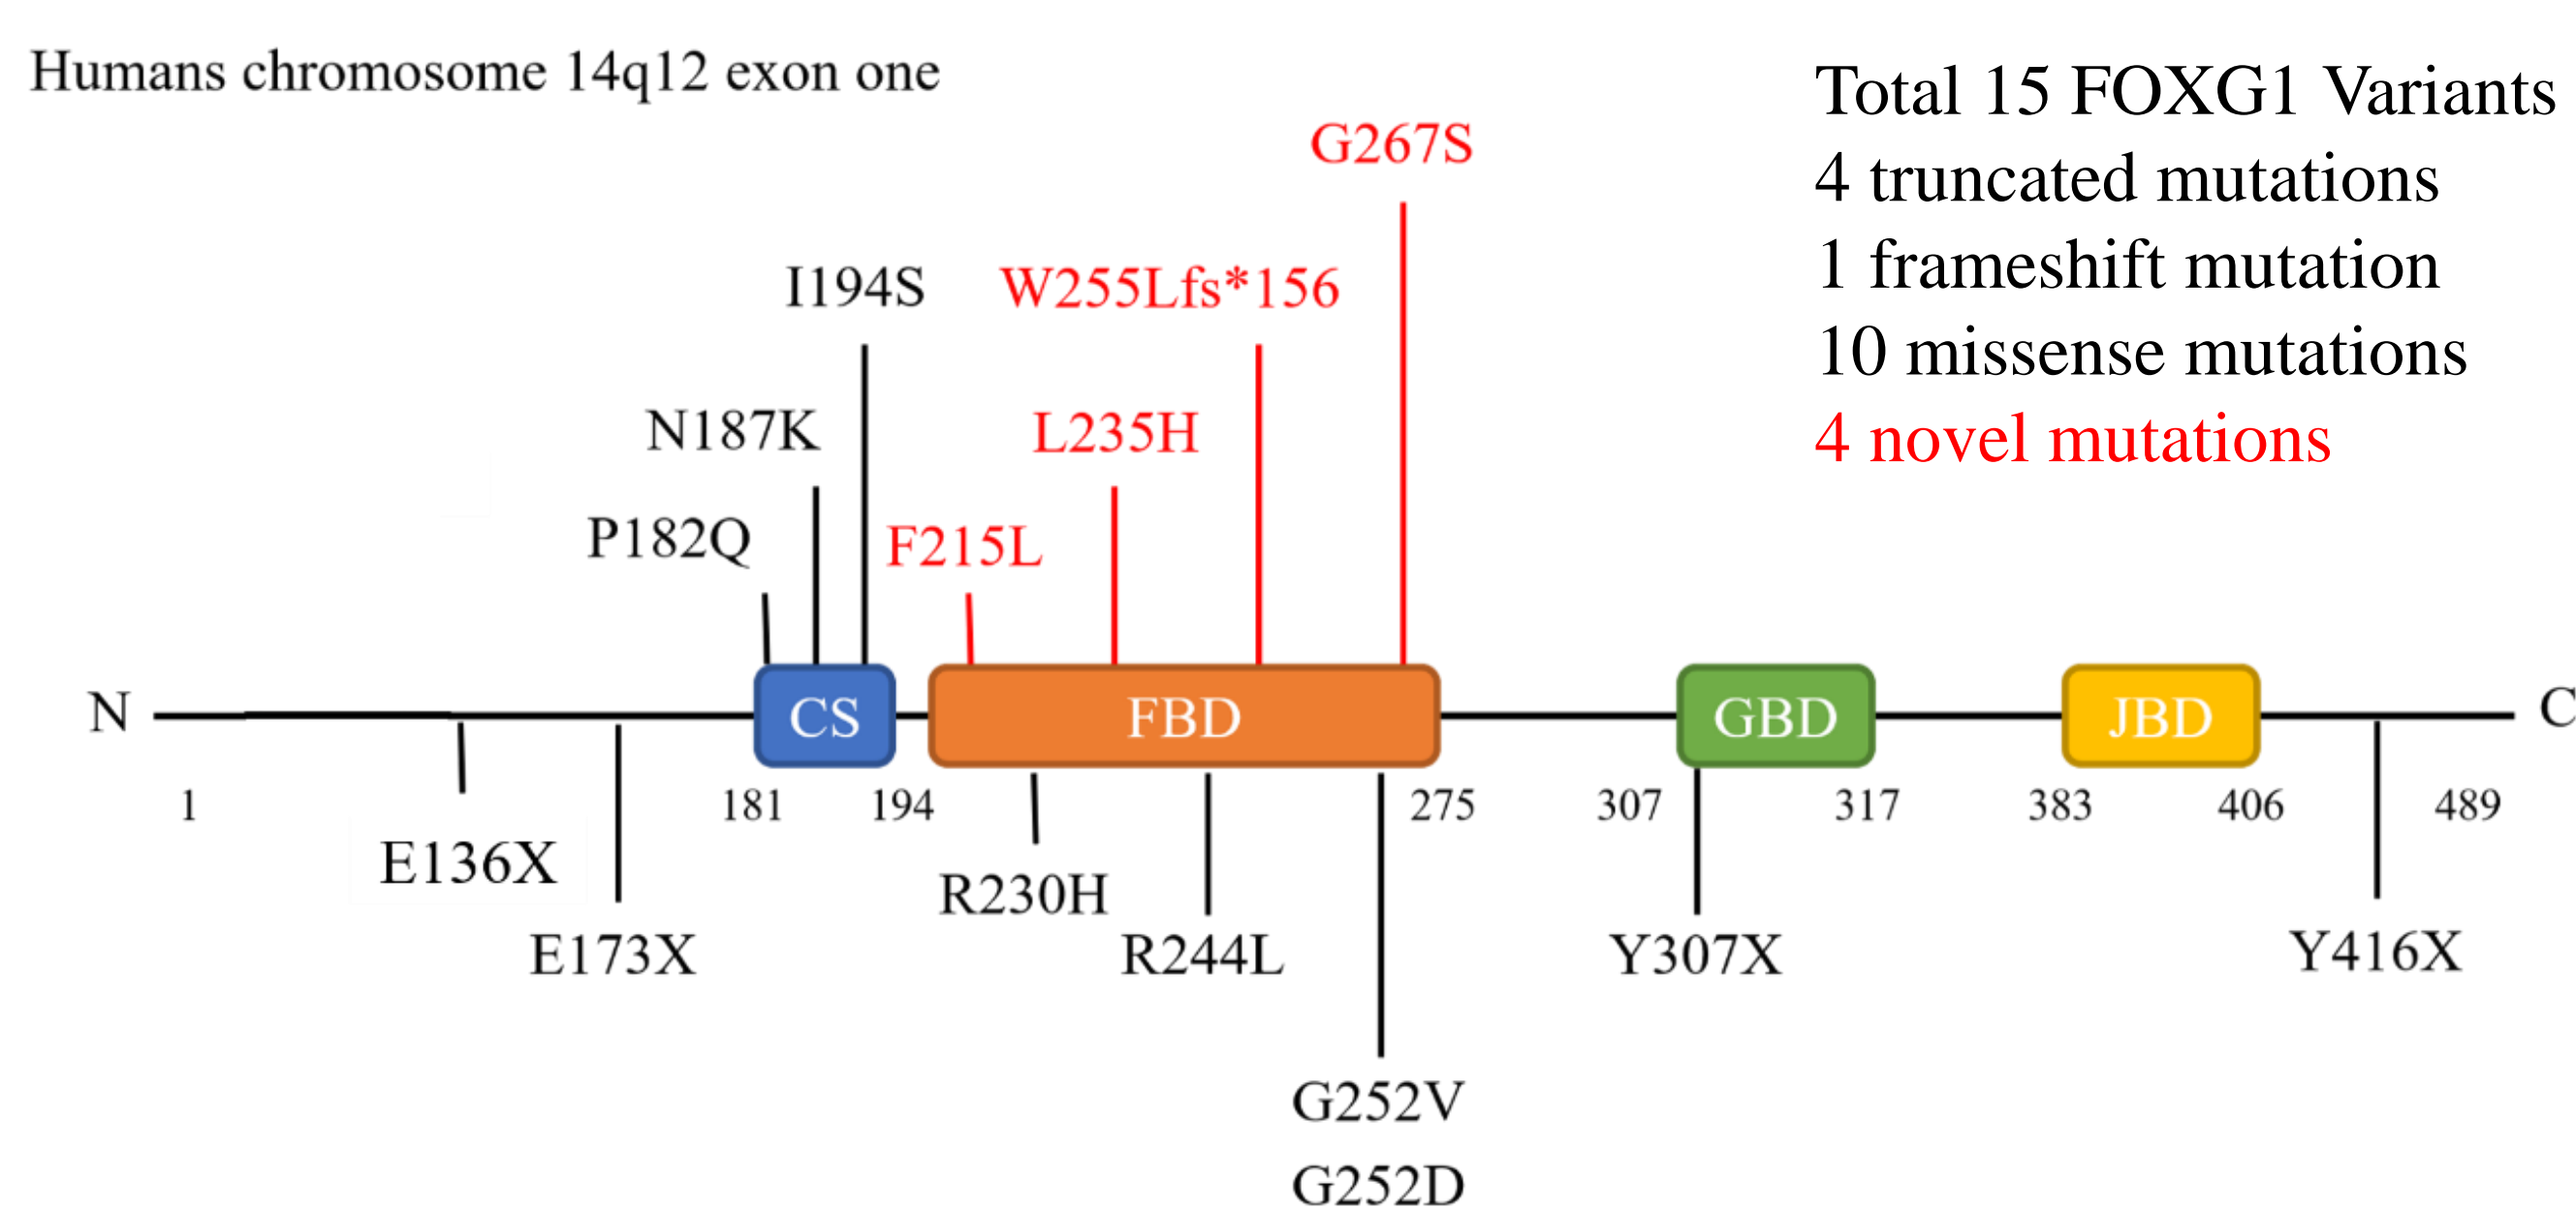 Humans chromosome 14q12 exon one
Total 15 FOXG1 Variants
4 truncated mutations
1 frameshift mutation
10 missense mutations
4 novel mutations
G267S
I194S
W255Lfs*156
N187K
L235H
P182Q
F215L
N
CS
FBD
GBD
JBD
C
1
181
194
275
307
317
383
406
489
E136X
R230H
E173X
R244L
Y307X
Y416X
G252V
G252D